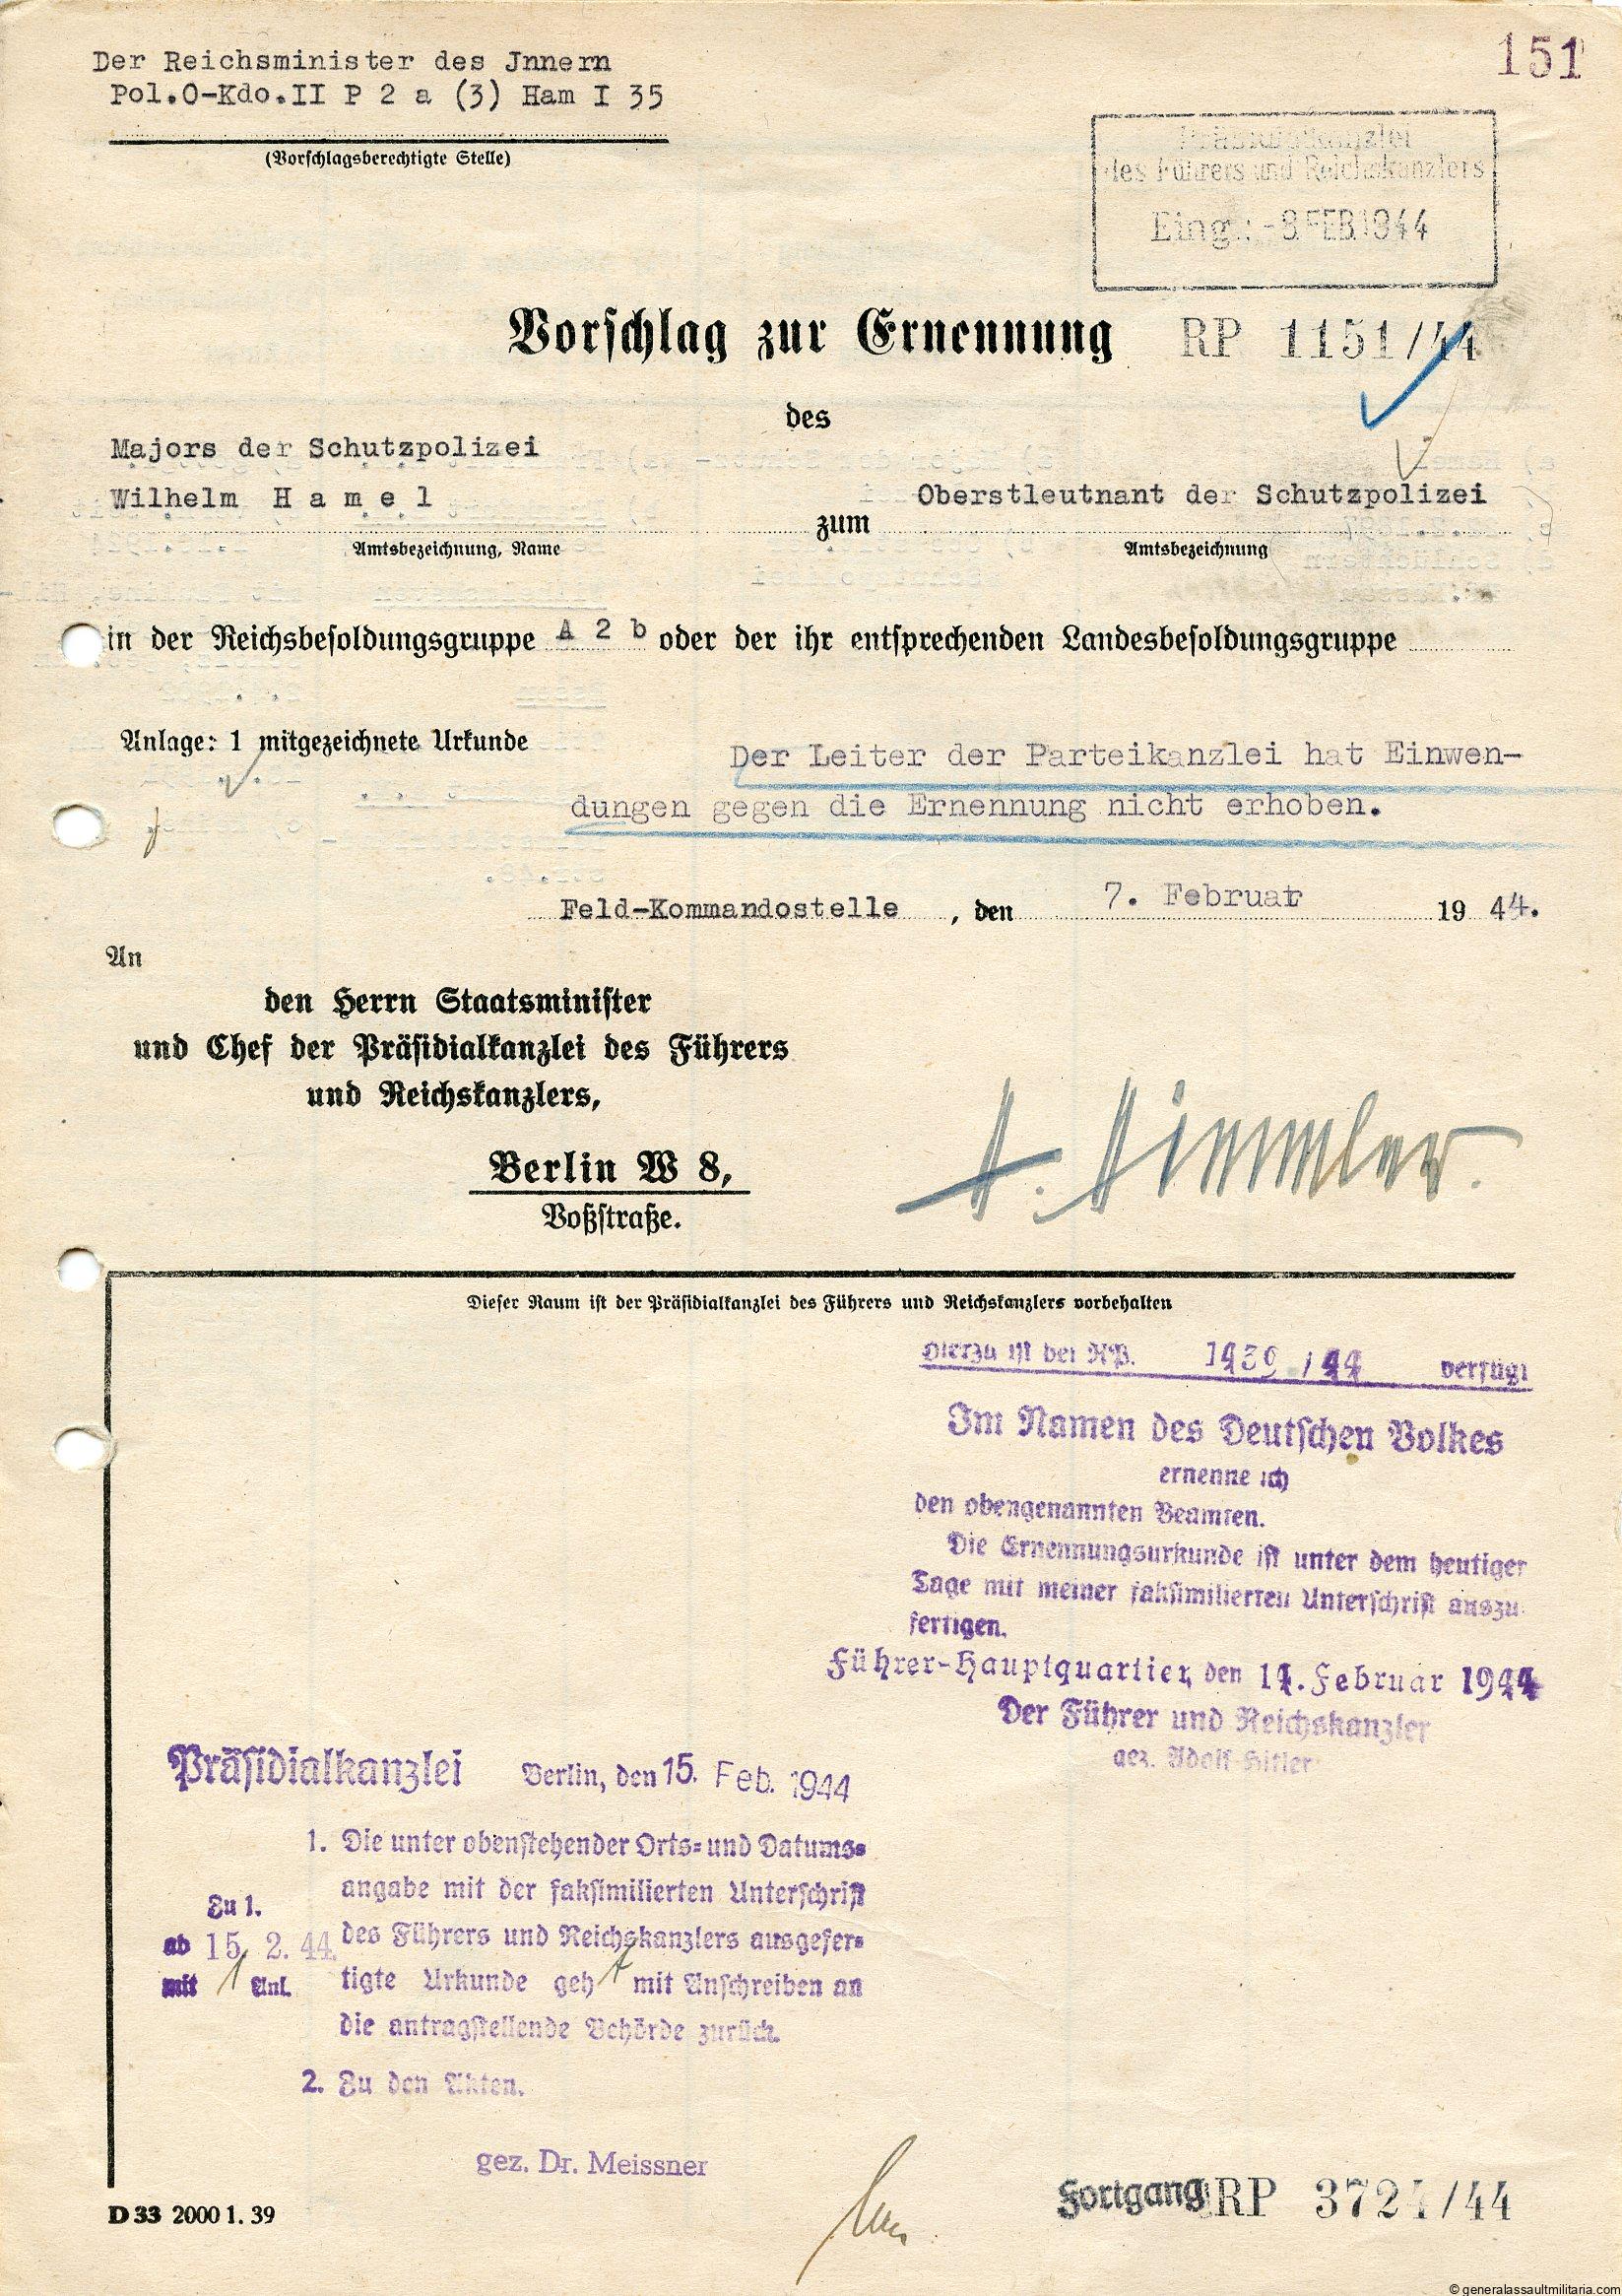 151
Der Reichsminister des Jnnern
Pol.O-Kdo.II P 2 a (3) Ham I 35
(Vorschlagsberechtigte Stelle)
Präsidialkanzlei
des Führers und Reichskanzlers
Eing.: -8 FEB 1944
Vorschlag zur Ernennung
RP 1151/44
des
Majors der Schutzpolizei
Wilhelm H a m e l
zum
Oberstleutnant der Schutzpolizei
Amtsbezeichnung, Name
Amtsbezeichnung
in der Reichsbesoldungsgruppe A 2 b oder der ihr entsprechenden Landesbesoldungsgruppe
Anlage: 1 mitgezeichnete Urkunde
Der Leiter der Parteikanzlei hat Einwen-
dungen gegen die Ernennung nicht erhoben.
Feld-Kommandostelle, den 7. Februar 19 44.
An
den Herrn Staatsminister
und Chef der Präsidialkanzlei des Führers
und Reichskanzlers,
Berlin W 8,
Voßstraße.
H. Himmler.
Dieser Raum ist der Präsidialkanzlei des Führers und Reichskanzlers vorbehalten
Hierzu ist bei RP. /44 verfügt
Im Namen des Deutschen Volkes
ernenne ich
den obengenannten Beamten.
Die Ernennungsurkunde ist unter dem heutigen
Tage mit meiner faksimilierten Unterschrift auszu-
fertigen.
Führer-Hauptquartier, den 14. Februar 1944
Der Führer und Reichskanzler
gez. Adolf Hitler
Präsidialkanzlei
Berlin, den 15. Feb. 1944
1. Die unter obenstehender Orts= und Datums=
angabe mit der faksimilierten Unterschrift
des Führers und Reichskanzlers ausgefer=
tigte Urkunde geht mit Anschreiben an
die antragstellende Behörde zurück.
Zu 1.
ab 15. 2. 44.
mit 1 Anl.
2. Zu den Akten.
gez. Dr. Meissner
D 33 2000 1. 39
Fortgang RP /44
© generalassaultmilitaria.com